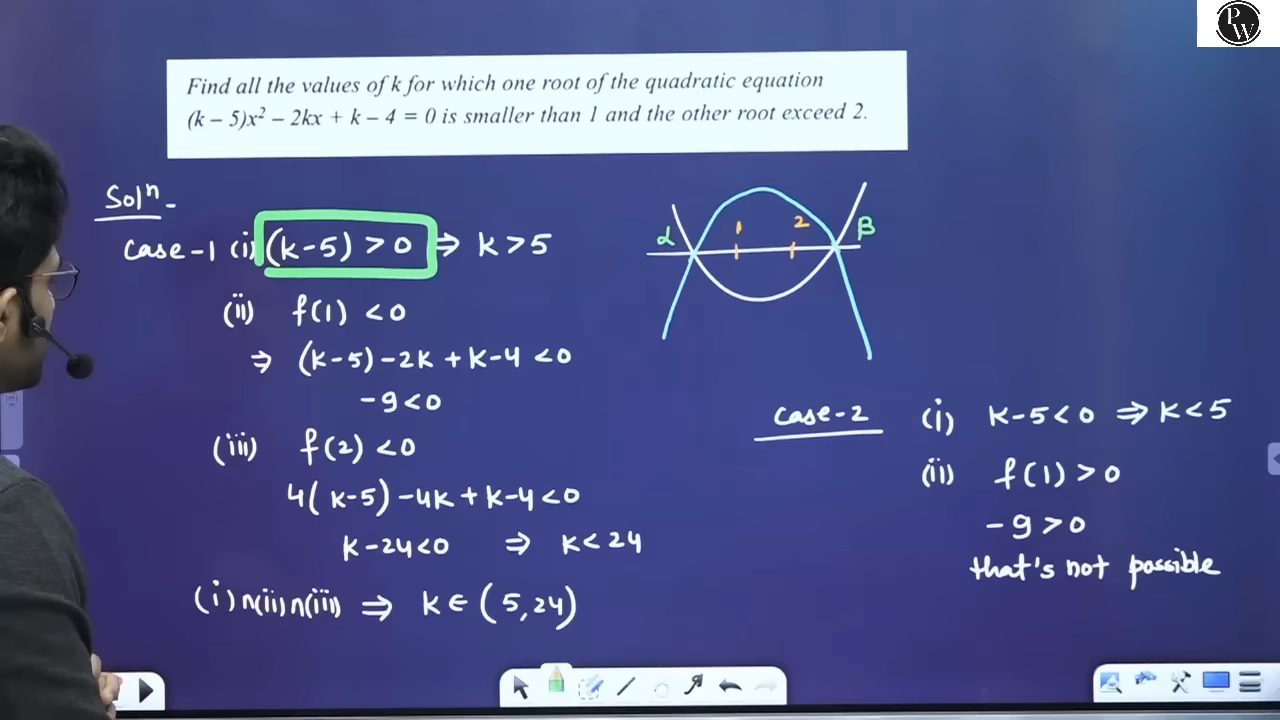 PW
Find all the values of k for which one root of the quadratic equation
(k – 5)x² – 2kx + k – 4 = 0 is smaller than 1 and the other root exceed 2.
Solⁿ-
Case-1 (i) (k-5) > 0 ⇒ k > 5
(ii) f(1) < 0
⇒ (k-5) -2k + k-4 < 0
-9 < 0
(iii) f(2) < 0
4(k-5) -4k + k-4 < 0
k-24 < 0 ⇒ k < 24
(i) ∩ (ii) ∩ (iii) ⇒ k ∈ (5, 24)
α 1 2 β
Case-2 (i) k-5 < 0 ⇒ k < 5
(ii) f(1) > 0
-9 > 0
that's not possible